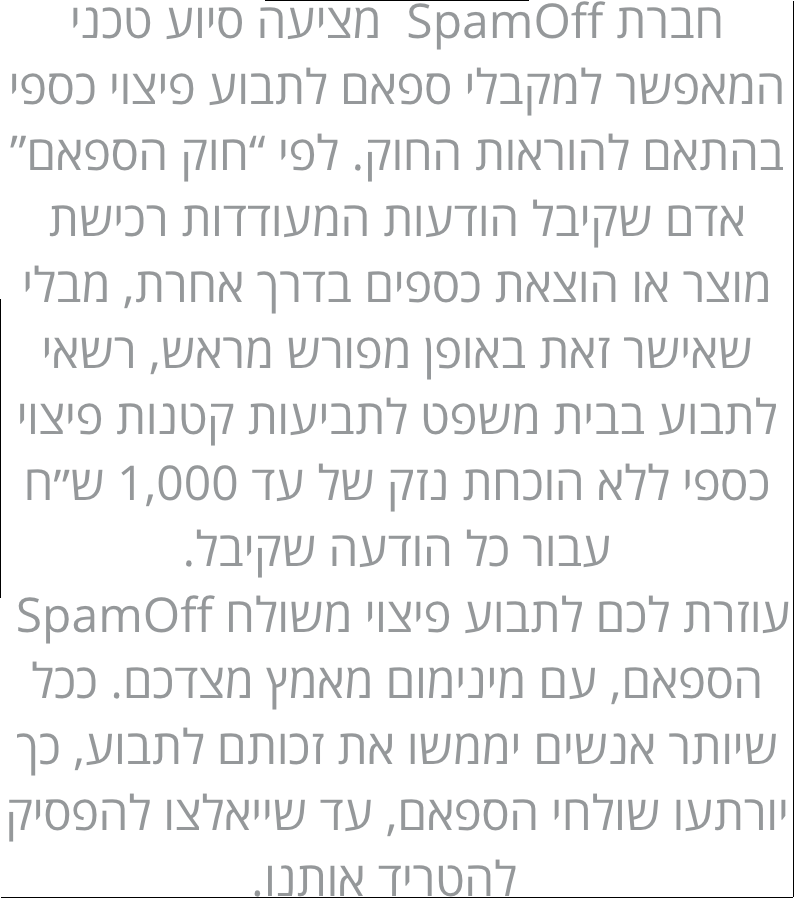 חברת SpamOff מציעה סיוע טכני
המאפשר למקבלי ספאם לתבוע פיצוי כספי
בהתאם להוראות החוק. לפי “חוק הספאם”
אדם שקיבל הודעות המעודדות רכישת
מוצר או הוצאת כספים בדרך אחרת, מבלי
שאישר זאת באופן מפורש מראש, רשאי
לתבוע בבית משפט לתביעות קטנות פיצוי
כספי ללא הוכחת נזק של עד 1,000 ש״ח
עבור כל הודעה שקיבל.
עוזרת לכם לתבוע פיצוי משולח SpamOff
הספאם, עם מינימום מאמץ מצדכם. ככל
שיותר אנשים יממשו את זכותם לתבוע, כך
יורתעו שולחי הספאם, עד שייאלצו להפסיק
להטריד אותנו.